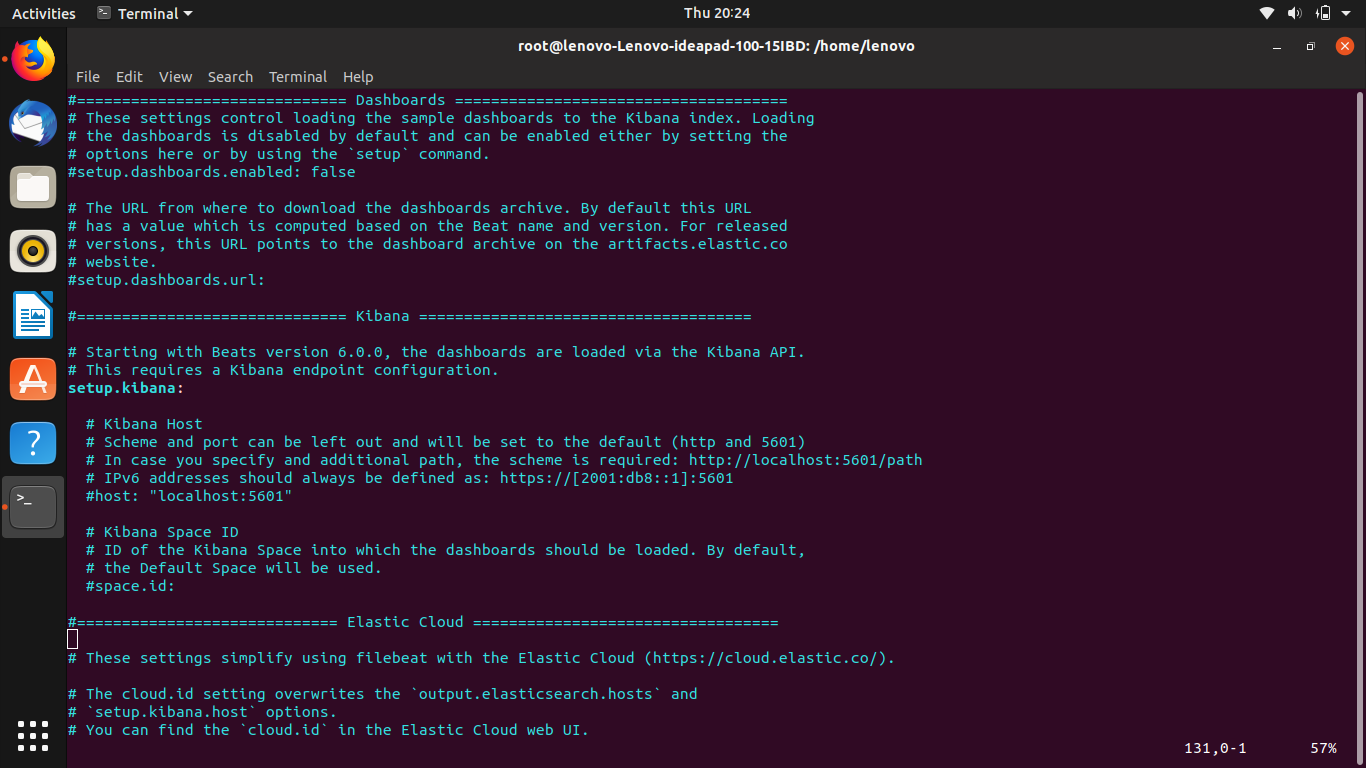 Activities Terminal Thu 20:24
root@lenovo-Lenovo-ideapad-100-15IBD: /home/lenovo
File Edit View Search Terminal Help
#============================== Dashboards =====================================
# These settings control loading the sample dashboards to the Kibana index. Loading
# the dashboards is disabled by default and can be enabled either by setting the
# options here or by using the `setup` command.
#setup.dashboards.enabled: false
# The URL from where to download the dashboards archive. By default this URL
# has a value which is computed based on the Beat name and version. For released
# versions, this URL points to the dashboard archive on the artifacts.elastic.co
# website.
#setup.dashboards.url:
#============================== Kibana =====================================
# Starting with Beats version 6.0.0, the dashboards are loaded via the Kibana API.
# This requires a Kibana endpoint configuration.
setup.kibana:
# Kibana Host
# Scheme and port can be left out and will be set to the default (http and 5601)
# In case you specify and additional path, the scheme is required: http://localhost:5601/path
# IPv6 addresses should always be defined as: https://[2001:db8::1]:5601
#host: "localhost:5601"
# Kibana Space ID
# ID of the Kibana Space into which the dashboards should be loaded. By default,
# the Default Space will be used.
#space.id:
#============================= Elastic Cloud ==================================
# These settings simplify using filebeat with the Elastic Cloud (https://cloud.elastic.co/).
# The cloud.id setting overwrites the `output.elasticsearch.hosts` and
# `setup.kibana.host` options.
# You can find the `cloud.id` in the Elastic Cloud web UI.
131,0-1 57%